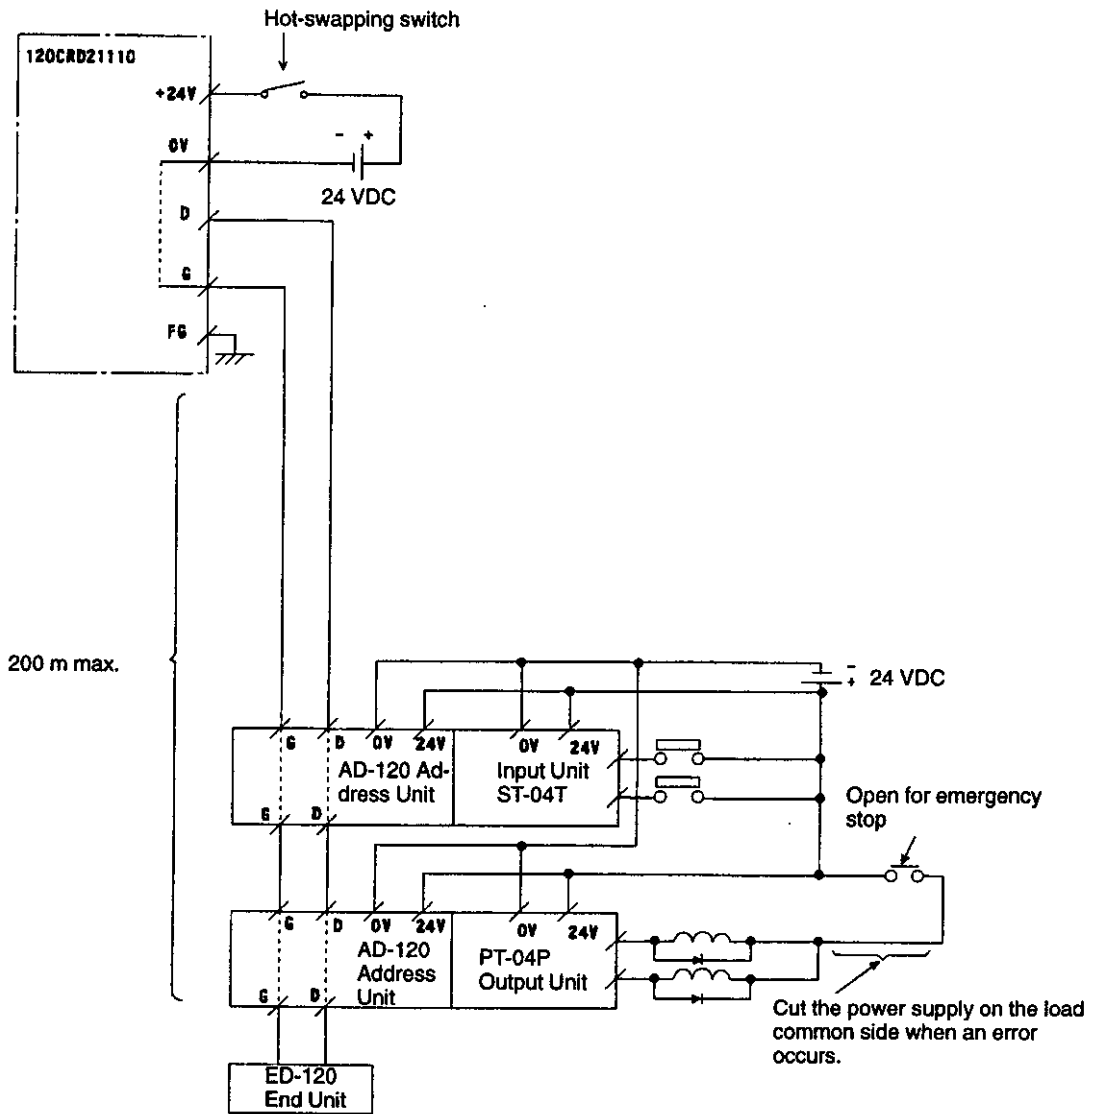 Hot-swapping switch
120CRD21110
+24V
0V
- +
24 VDC
D
G
FG
200 m max.
-
+ 24 VDC
G D 0V 24V 0V 24V
AD-120 Ad-
dress Unit
Input Unit
ST-04T
G D
Open for emergency
stop
G D 0V 24V 0V 24V
AD-120
Address
Unit
PT-04P
Output Unit
G D
Cut the power supply on the load
common side when an error
occurs.
ED-120
End Unit